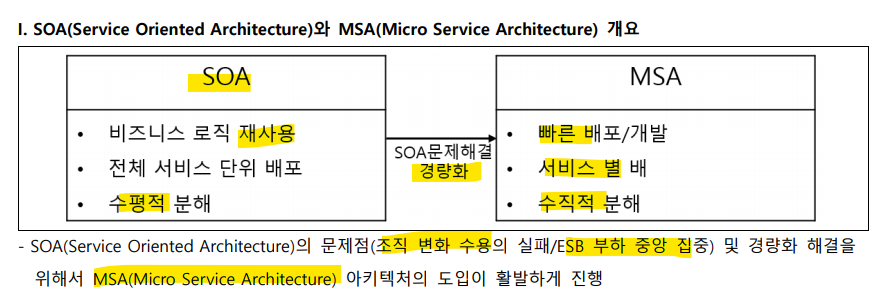 I. SOA(Service Oriented Architecture)와 MSA(Micro Service Architecture) 개요
SOA
• 비즈니스 로직 재사용
• 전체 서비스 단위 배포
• 수평적 분해
SOA문제해결
경량화
MSA
• 빠른 배포/개발
• 서비스 별 배
• 수직적 분해
- SOA(Service Oriented Architecture)의 문제점(조직 변화 수용의 실패/ESB 부하 중앙 집중) 및 경량화 해결을
위해서 MSA(Micro Service Architecture) 아키텍처의 도입이 활발하게 진행